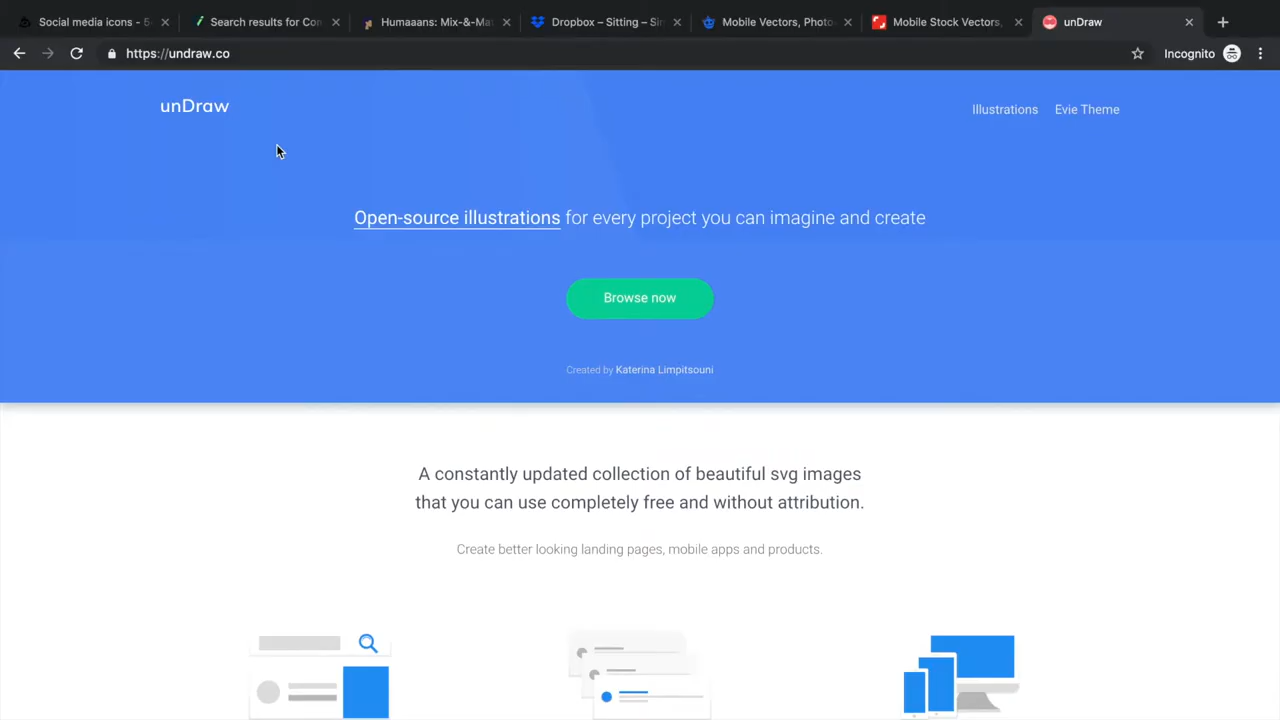 Social media icons - 5
Search results for Con
Humaaans: Mix-&-Ma
Dropbox – Sitting – Sin
Mobile Vectors, Photo
Mobile Stock Vectors,
unDraw
https://undraw.co
Incognito
unDraw
Illustrations
Evie Theme
Open-source illustrations for every project you can imagine and create
Browse now
Created by Katerina Limpitsouni
A constantly updated collection of beautiful svg images
that you can use completely free and without attribution.
Create better looking landing pages, mobile apps and products.